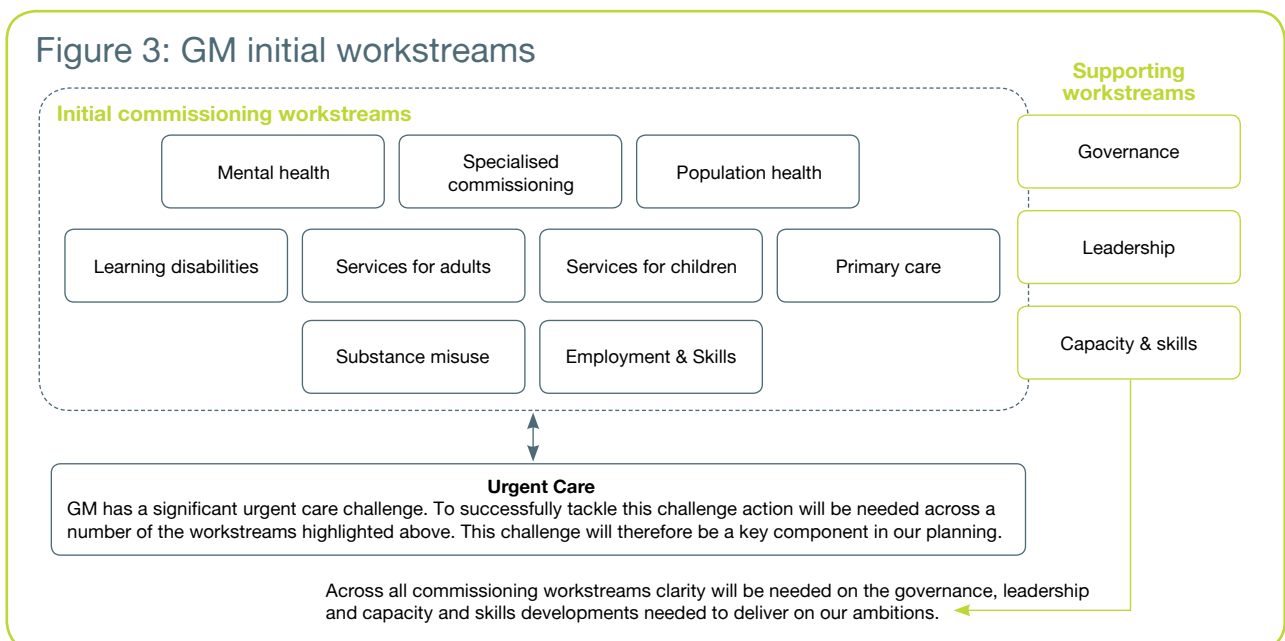 Figure 3: GM initial workstreams
Supporting
workstreams
Initial commissioning workstreams
Mental health
Specialised
commissioning
Population health
Governance
Learning disabilities
Services for adults
Services for children
Primary care
Leadership
Substance misuse
Employment & Skills
Capacity & skills
Urgent Care
GM has a significant urgent care challenge. To successfully tackle this challenge action will be needed across a
number of the workstreams highlighted above. This challenge will therefore be a key component in our planning.
Across all commissioning workstreams clarity will be needed on the governance, leadership
and capacity and skills developments needed to deliver on our ambitions.